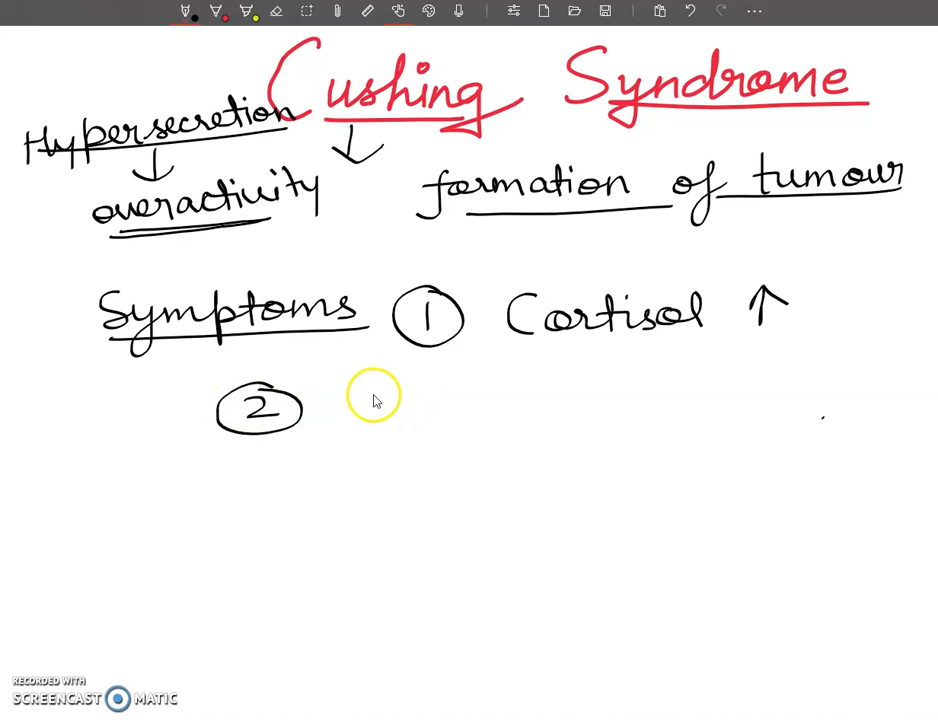 Cushing Syndrome
Hypersecretion
overactivity formation of tumour
Symptoms 1 Cortisol ↑
2
RECORDED WITH
SCREENCAST MATIC